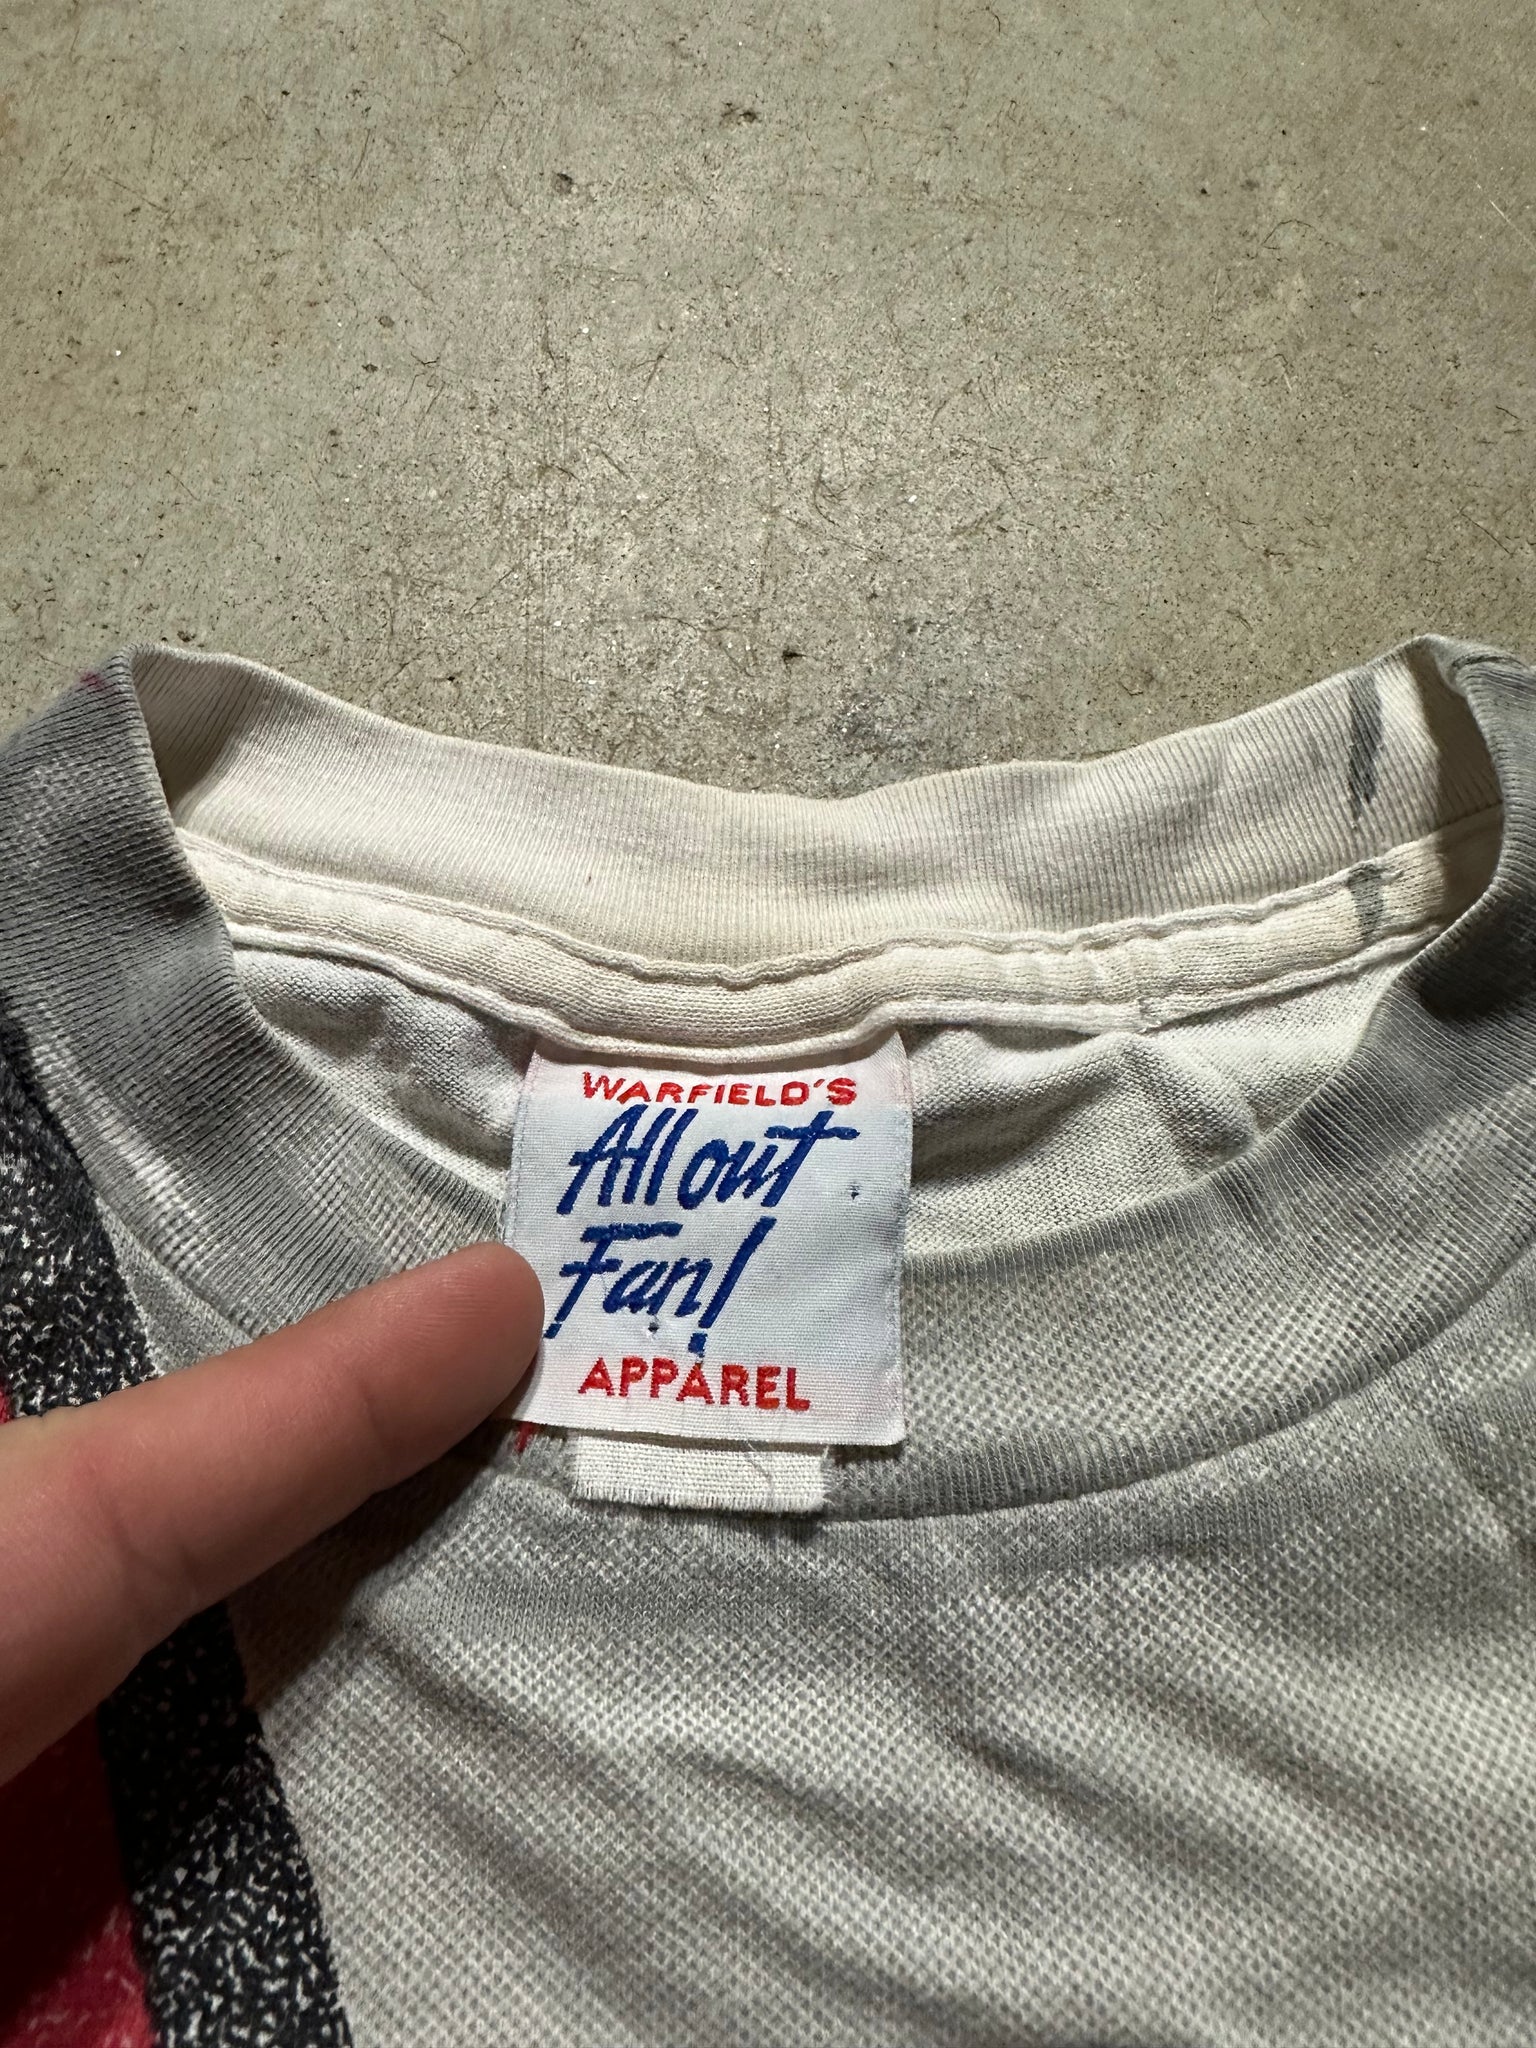 WARFIELD'S
All out
Fan!
APPAREL